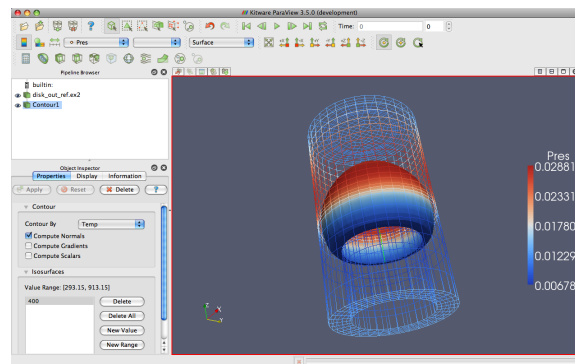 Kitware ParaView 3.5.0 (development)
Time: 0
0
Pres
Surface
Pipeline Browser
builtin:
disk_out_ref.ex2
Contour1
Object Inspector
Properties Display Information
Apply Reset Delete ?
Contour
Contour By Temp
Compute Normals
Compute Gradients
Compute Scalars
Isosurfaces
Value Range: [293.15, 913.15]
400
Delete
Delete All
New Value
New Range
Pres
0.02881
0.02331
0.01780
0.01229
0.00678
Z
Y